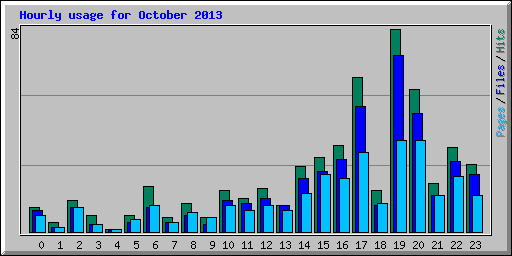 Hourly usage for October 2013
84
Pages / Files / Hits
0 1 2 3 4 5 6 7 8 9 10 11 12 13 14 15 16 17 18 19 20 21 22 23